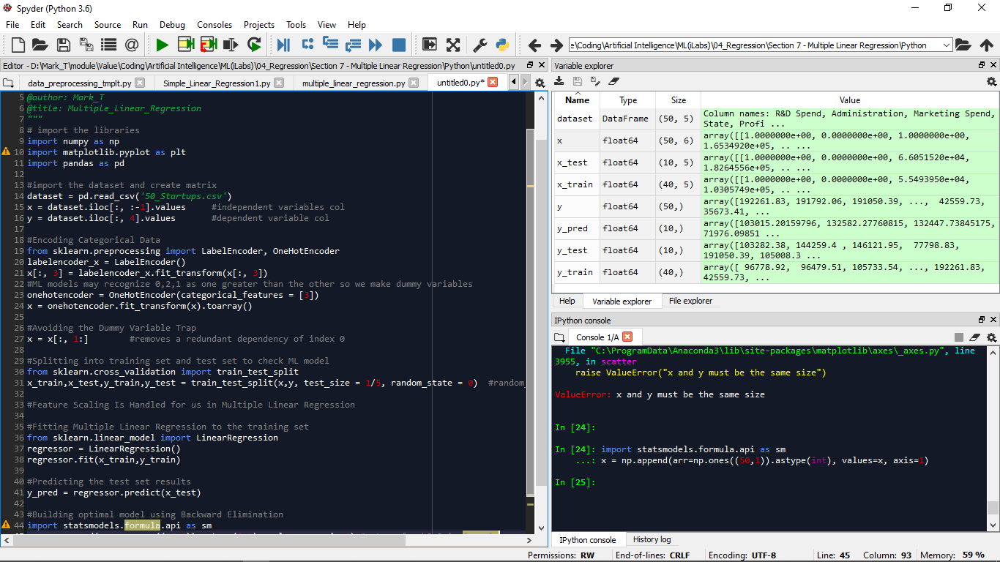 Spyder (Python 3.6)
File Edit Search Source Run Debug Consoles Projects Tools View Help
e\Coding\Artificial Intelligence\ML(iLabs)\04_Regression\Section 7 - Multiple Linear Regression\Python
Editor - D:\Mark_T\module\Value\Coding\Artificial Intelligence\ML(iLabs)\04_Regression\Section 7 - Multiple Linear Regression\Python\untitled0.py
data_preprocessing_tmplt.py Simple_Linear_Regression1.py multiple_linear_regression.py untitled0.py*
5 @author: Mark_T
6 @title: Multiple_Linear_Regression
7 """
8 # import the libraries
9 import numpy as np
10 import matplotlib.pyplot as plt
11 import pandas as pd
12
13 #import the dataset and create matrix
14 dataset = pd.read_csv('50_Startups.csv')
15 x = dataset.iloc[:, :-1].values #independent variables col
16 y = dataset.iloc[:, 4].values #dependent variable col
17
18 #Encoding Categorical Data
19 from sklearn.preprocessing import LabelEncoder, OneHotEncoder
20 labelencoder_x = LabelEncoder()
21 x[:, 3] = labelencoder_x.fit_transform(x[:, 3])
22 #ML models may recognize 0,2,1 as one greater than the other so we make dummy variables
23 onehotencoder = OneHotEncoder(categorical_features = [3])
24 x = onehotencoder.fit_transform(x).toarray()
25
26 #Avoiding the Dummy Variable Trap
27 x = x[:, 1:] #removes a redundant dependency of index 0
28
29 #Splitting into training set and test set to check ML model
30 from sklearn.cross_validation import train_test_split
31 x_train,x_test,y_train,y_test = train_test_split(x,y, test_size = 1/5, random_state = 0) #random_
32
33 #Feature Scaling Is Handled for us in Multiple Linear Regression
34
35 #Fitting Multiple Linear Regression to the training set
36 from sklearn.linear_model import LinearRegression
37 regressor = LinearRegression()
38 regressor.fit(x_train,y_train)
39
40 #Predicting the test set results
41 y_pred = regressor.predict(x_test)
42
43 #Building optimal model using Backward Elimination
44 import statsmodels.formula.api as sm
Variable explorer
Name Type Size Value
dataset DataFrame (50, 5) Column names: R&D Spend, Administration, Marketing Spend,
State, Profi ...
x float64 (50, 6) array([[1.0000000e+00, 0.0000000e+00, 1.0000000e+00,
1.6534920e+05, .. ...
x_test float64 (10, 5) array([[1.0000000e+00, 0.0000000e+00, 6.6051520e+04,
1.8264556e+05, .. ...
x_train float64 (40, 5) array([[1.0000000e+00, 0.0000000e+00, 5.5493950e+04,
1.0305749e+05, .. ...
y float64 (50,) array([192261.83, 191792.06, 191050.39, ..., 42559.73,
35673.41, ...
y_pred float64 (10,) array([103015.20159796, 132582.27760815, 132447.73845175,
71976.09851 ...
y_test float64 (10,) array([103282.38, 144259.4 , 146121.95, 77798.83,
191050.39, 105008.3 ...
y_train float64 (40,) array([ 96778.92, 96479.51, 105733.54, ..., 192261.83,
42559.73, ...
Help Variable explorer File explorer
IPython console
Console 1/A
File "C:\ProgramData\Anaconda3\lib\site-packages\matplotlib\axes\_axes.py", line
3955, in scatter
raise ValueError("x and y must be the same size")
ValueError: x and y must be the same size
In [24]:
In [24]: import statsmodels.formula.api as sm
...: x = np.append(arr=np.ones((50,1)).astype(int), values=x, axis=1)
In [25]:
IPython console History log
Permissions: RW End-of-lines: CRLF Encoding: UTF-8 Line: 45 Column: 93 Memory: 59 %